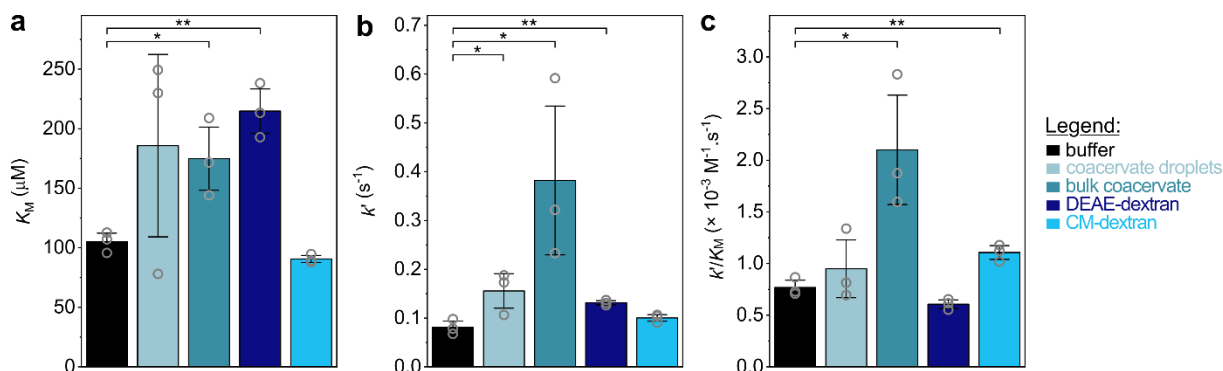 a
**
*
250
200
150
100
50
0
KM (μM)
b
**
*
*
0.7
0.6
0.5
0.4
0.3
0.2
0.1
0.0
k' (s-1)
c
**
*
3.0
2.5
2.0
1.5
1.0
0.5
0.0
k'/KM (× 10-3 M-1.s-1)
Legend:
buffer
coacervate droplets
bulk coacervate
DEAE-dextran
CM-dextran